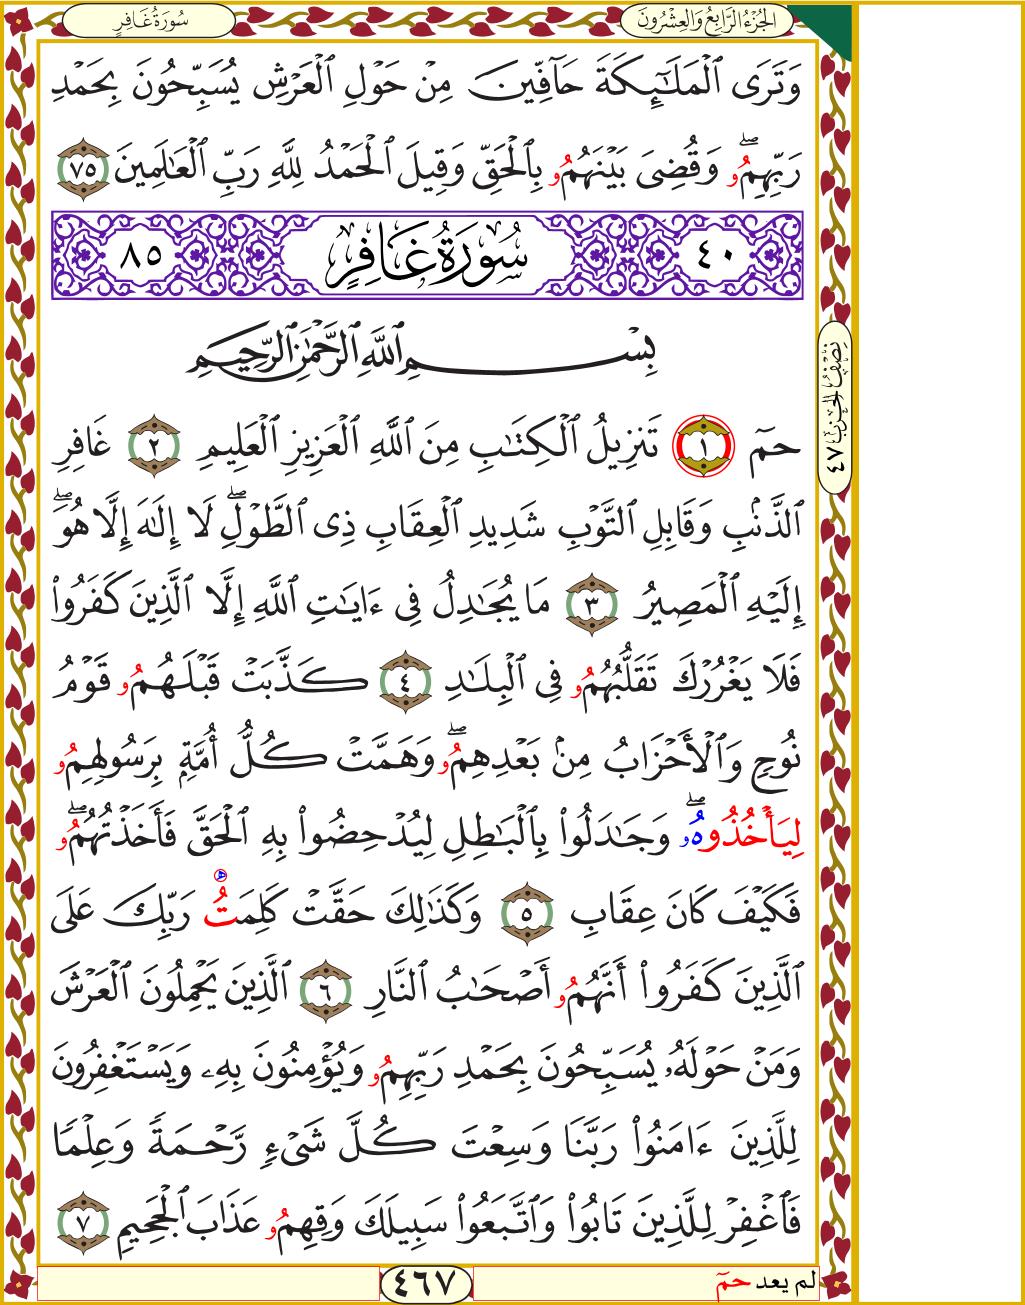 سُورَةُ غَافِرٍ
الجُزْءُ الرَّابِعُ وَالعِشْرُونَ
وَتَرَى ٱلْمَلَـٰٓئِكَةَ حَآفِّينَ مِنْ حَوْلِ ٱلْعَرْشِ يُسَبِّحُونَ بِحَمْدِ
رَبِّهِمُۥۖ وَقُضِىَ بَيْنَهُمُۥ بِٱلْحَقِّ وَقِيلَ ٱلْحَمْدُ لِلَّهِ رَبِّ ٱلْعَـٰلَمِينَ ٧٥
٤٠ سُورَةُ غَافِرٍ ٨٥
بِسْمِ ٱللَّهِ ٱلرَّحْمَـٰنِ ٱلرَّحِيمِ
نِصْفُ الحِزْبِ ٤٧
حمٓ ١ تَنزِيلُ ٱلْكِتَـٰبِ مِنَ ٱللَّهِ ٱلْعَزِيزِ ٱلْعَلِيمِ ٢ غَافِرِ
ٱلذَّنۢبِ وَقَابِلِ ٱلتَّوْبِ شَدِيدِ ٱلْعِقَابِ ذِى ٱلطَّوْلِۖ لَا إِلَـٰهَ إِلَّا هُوَۖ
إِلَيْهِ ٱلْمَصِيرُ ٣ مَا يُجَـٰدِلُ فِى ءَايَـٰتِ ٱللَّهِ إِلَّا ٱلَّذِينَ كَفَرُوا۟
فَلَا يَغْرُرْكَ تَقَلُّبُهُمُۥ فِى ٱلْبِلَـٰدِ ٤ كَذَّبَتْ قَبْلَهُمُۥ قَوْمُ
نُوحٍ وَٱلْأَحْزَابُ مِنۢ بَعْدِهِمُۥۖ وَهَمَّتْ كُلُّ أُمَّةٍۭ بِرَسُولِهِمُۥ
لِيَأْخُذُوهُۥۖ وَجَـٰدَلُوا۟ بِٱلْبَـٰطِلِ لِيُدْحِضُوا۟ بِهِ ٱلْحَقَّ فَأَخَذْتُهُمُۥۖ
فَكَيْفَ كَانَ عِقَابِ ٥ وَكَذَٰلِكَ حَقَّتْ كَلِمَتُ رَبِّكَ عَلَى
ٱلَّذِينَ كَفَرُوا۟ أَنَّهُمُۥ أَصْحَـٰبُ ٱلنَّارِ ٦ ٱلَّذِينَ يَحْمِلُونَ ٱلْعَرْشَ
وَمَنْ حَوْلَهُۥ يُسَبِّحُونَ بِحَمْدِ رَبِّهِمُۥ وَيُؤْمِنُونَ بِهِۦ وَيَسْتَغْفِرُونَ
لِلَّذِينَ ءَامَنُوا۟ رَبَّنَا وَسِعْتَ كُلَّ شَىْءٍ رَّحْمَةً وَعِلْمًا
فَٱغْفِرْ لِلَّذِينَ تَابُوا۟ وَٱتَّبَعُوا۟ سَبِيلَكَ وَقِهِمُۥ عَذَابَ ٱلْجَحِيمِ ٧
لم يعد حمٓ
٤٦٧